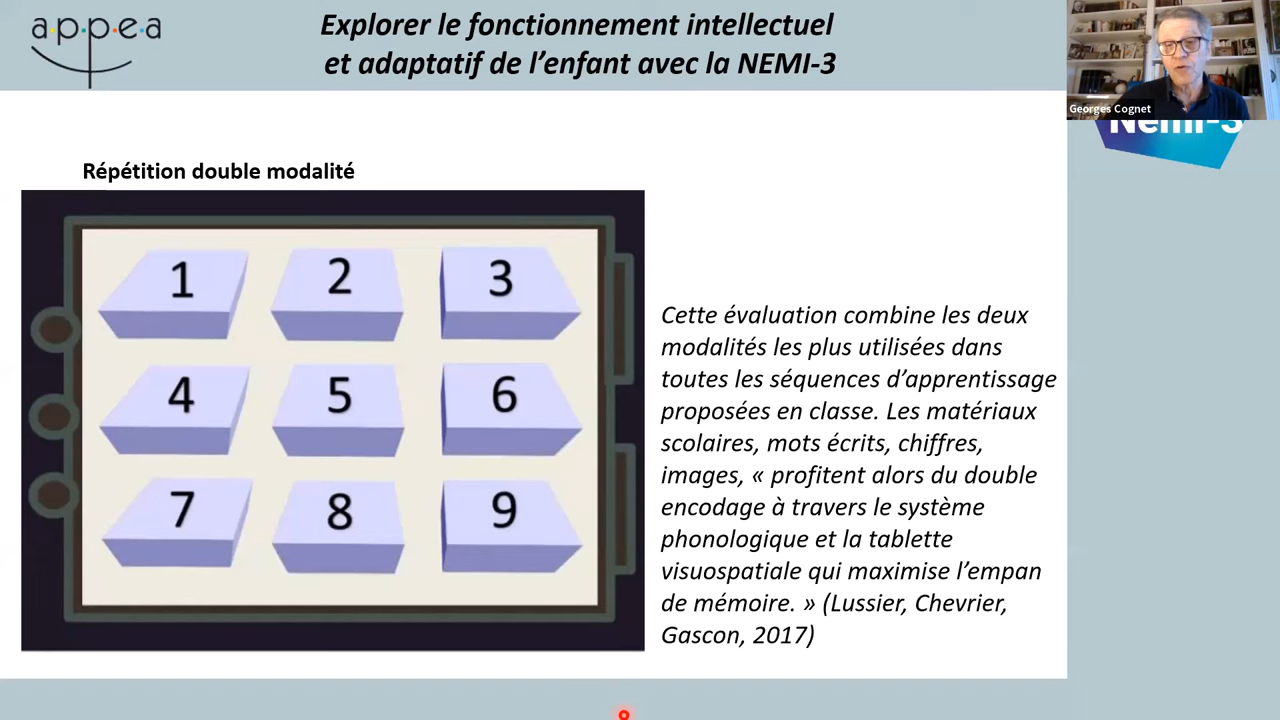 a·p·p·e·a
Explorer le fonctionnement intellectuel
et adaptatif de l’enfant avec la NEMI-3
Georges Cognet
Nemi-3
Répétition double modalité
1 2 3
4 5 6
7 8 9
Cette évaluation combine les deux
modalités les plus utilisées dans
toutes les séquences d’apprentissage
proposées en classe. Les matériaux
scolaires, mots écrits, chiffres,
images, « profitent alors du double
encodage à travers le système
phonologique et la tablette
visuospatiale qui maximise l’empan
de mémoire. » (Lussier, Chevrier,
Gascon, 2017)